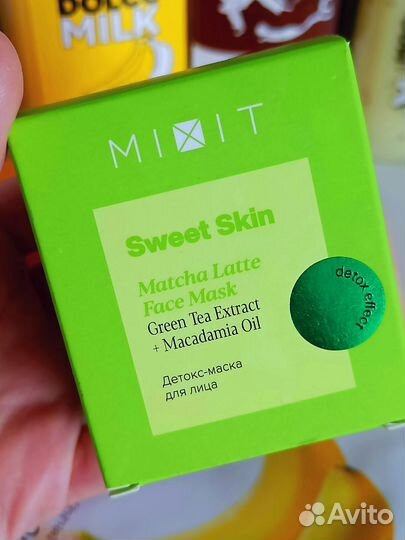 DOLCE
MILK
MIXIT
Sweet Skin
Matcha Latte
Face Mask
Green Tea Extract
+ Macadamia Oil
Детокс-маска
для лица
detox effect
Avito